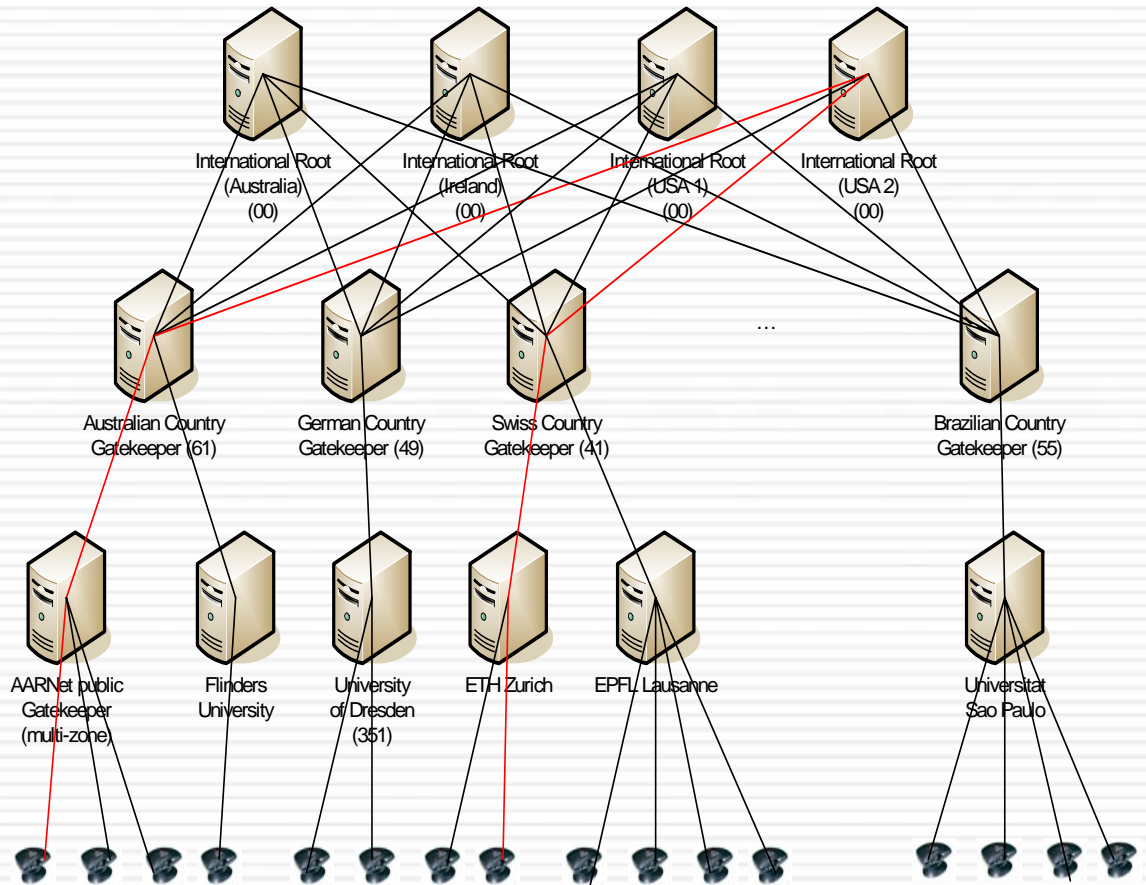 International Root
(Australia)
(00)
International Root
(Ireland)
(00)
International Root
(USA 1)
(00)
International Root
(USA 2)
(00)
...
Australian Country
Gatekeeper (61)
German Country
Gatekeeper (49)
Swiss Country
Gatekeeper (41)
Brazilian Country
Gatekeeper (55)
AARNet public
Gatekeeper
(multi-zone)
Flinders
University
University
of Dresden
(351)
ETH Zurich
EPFL Lausanne
Universitat
Sao Paulo